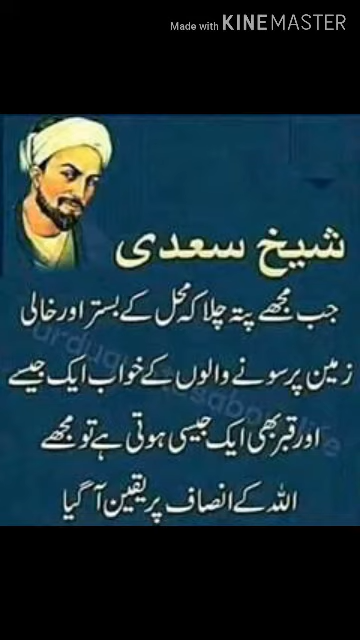 Made with KINEMASTER
شیخ سعدی
جب مجھے پتہ چلا کہ محل کے بستر اور خالی
زمین پر سونے والوں کے خواب ایک جیسے
اور قبر بھی ایک جیسی ہوتی ہے تو مجھے
اللہ کے انصاف پر یقین آ گیا